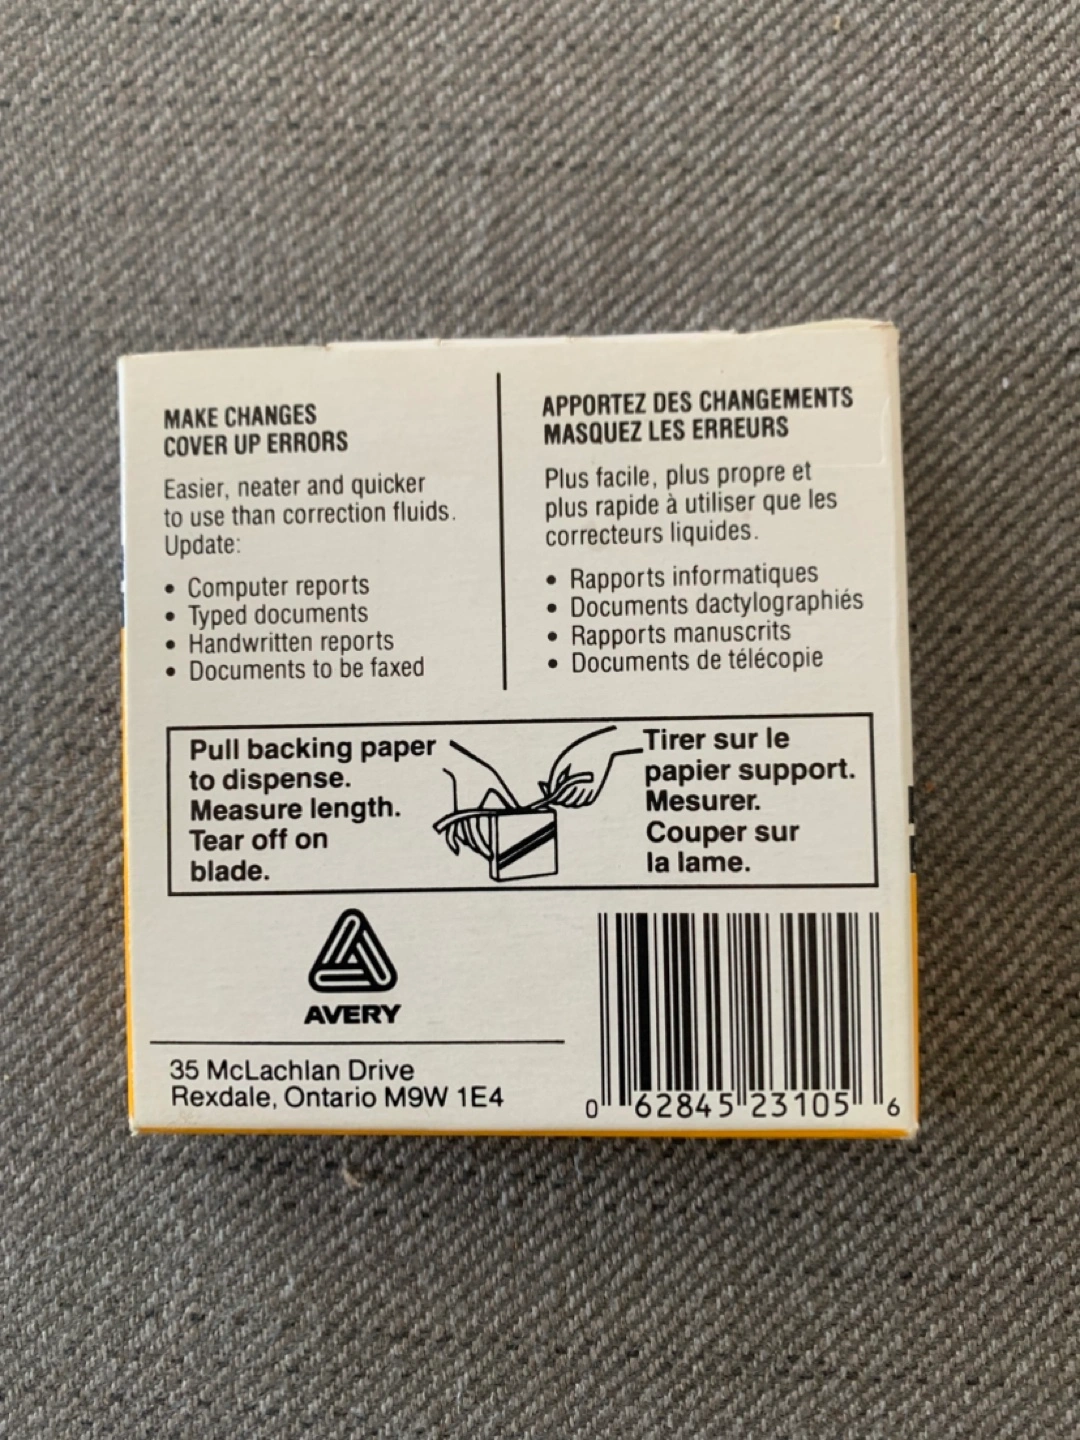 MAKE CHANGES
COVER UP ERRORS
Easier, neater and quicker
to use than correction fluids.
Update:
• Computer reports
• Typed documents
• Handwritten reports
• Documents to be faxed
APPORTEZ DES CHANGEMENTS
MASQUEZ LES ERREURS
Plus facile, plus propre et
plus rapide à utiliser que les
correcteurs liquides.
• Rapports informatiques
• Documents dactylographiés
• Rapports manuscrits
• Documents de télécopie
Pull backing paper
to dispense.
Measure length.
Tear off on
blade.
Tirer sur le
papier support.
Mesurer.
Couper sur
la lame.
AVERY
35 McLachlan Drive
Rexdale, Ontario M9W 1E4
0 62845 23105 6